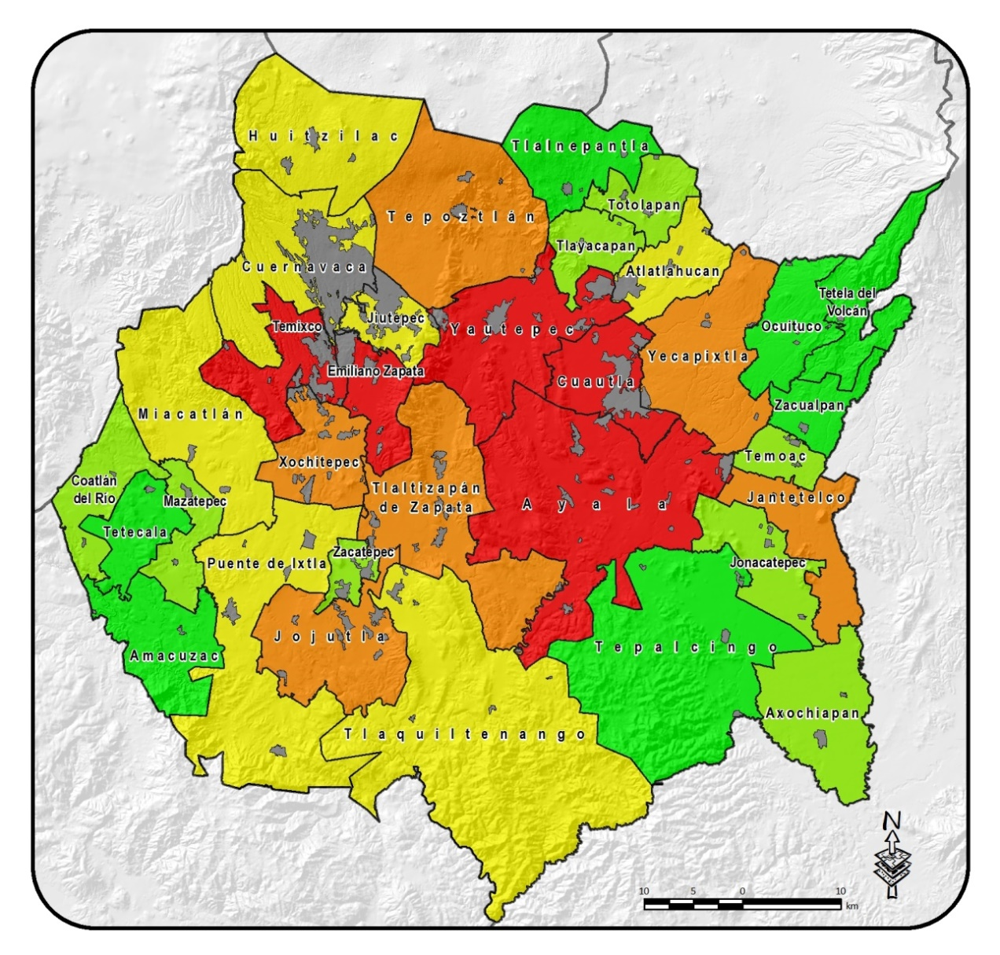 Huitzilac
Tlalnepantla
Totolapan
Tepoztlán
Tlayacapan
Cuernavaca
Atlatlahucan
Tetela del
Volcán
Jiutepec
Temixco
Yautepec
Ocuituco
Yecapixtla
Emiliano Zapata
Cuautla
Zacualpan
Miacatlán
Temoac
Xochitepec
Coatlán
del Río
Mazatepec
Tlaltizapán
de Zapata
Ayala
Jantetelco
Tetecala
Zacatepec
Puente de Ixtla
Jonacatepec
Jojutla
Tepalcingo
Amacuzac
Axochiapan
Tlaquiltenango
N
10 5 0 10
km